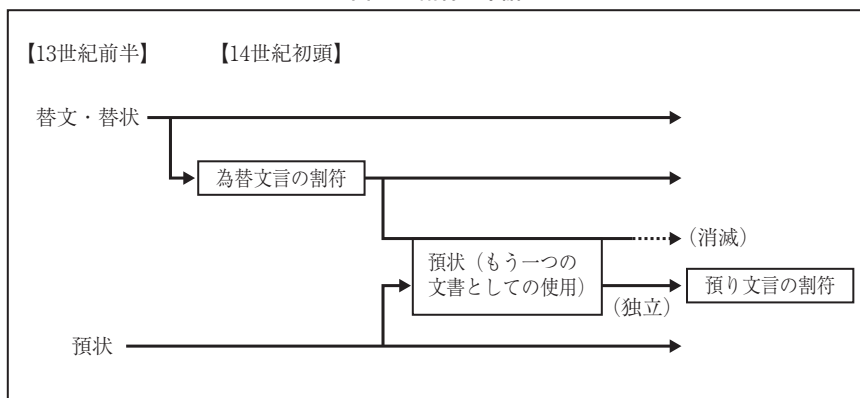 【13世紀前半】 【14世紀初頭】
替文・替状
為替文言の割符
(消滅)
預状(もう一つの
文書としての使用)
(独立)
預り文言の割符
預状